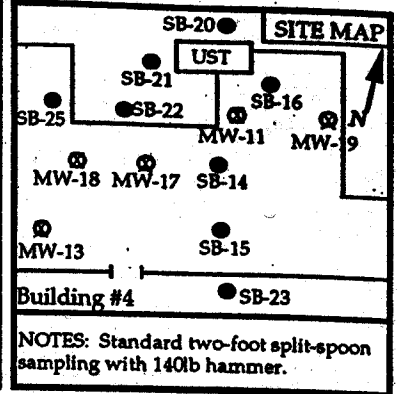 SB-20 SITE MAP
UST
SB-21
SB-16
SB-25 SB-22
MW-11 MW-19 N
MW-18 MW-17 SB-14
MW-13 SB-15
Building #4 SB-23
NOTES: Standard two-foot split-spoon
sampling with 140lb hammer.